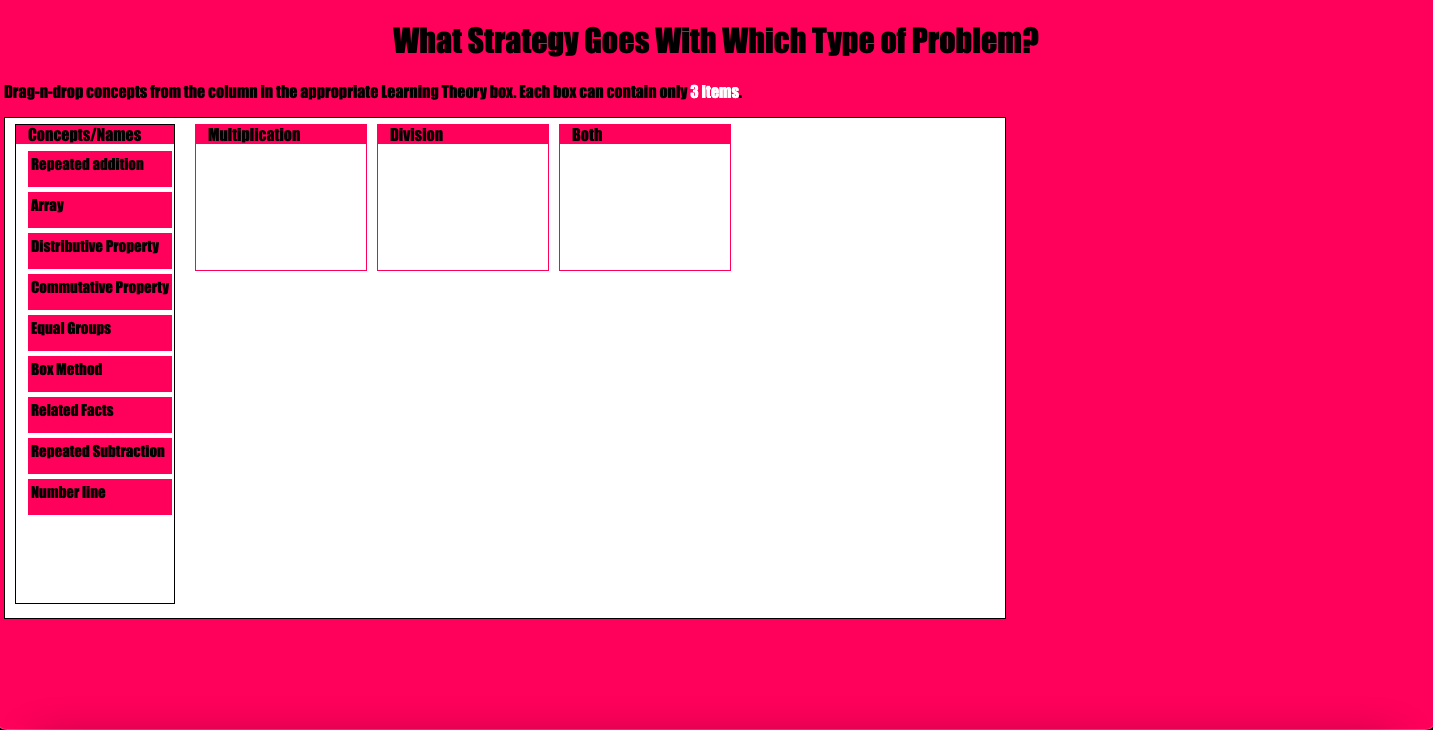 What Strategy Goes With Which Type of Problem?
Drag-n-drop concepts from the column in the appropriate Learning Theory box. Each box can contain only 3 items.
Concepts/Names
Repeated addition
Array
Distributive Property
Commutative Property
Equal Groups
Box Method
Related Facts
Repeated Subtraction
Number line
Multiplication
Division
Both